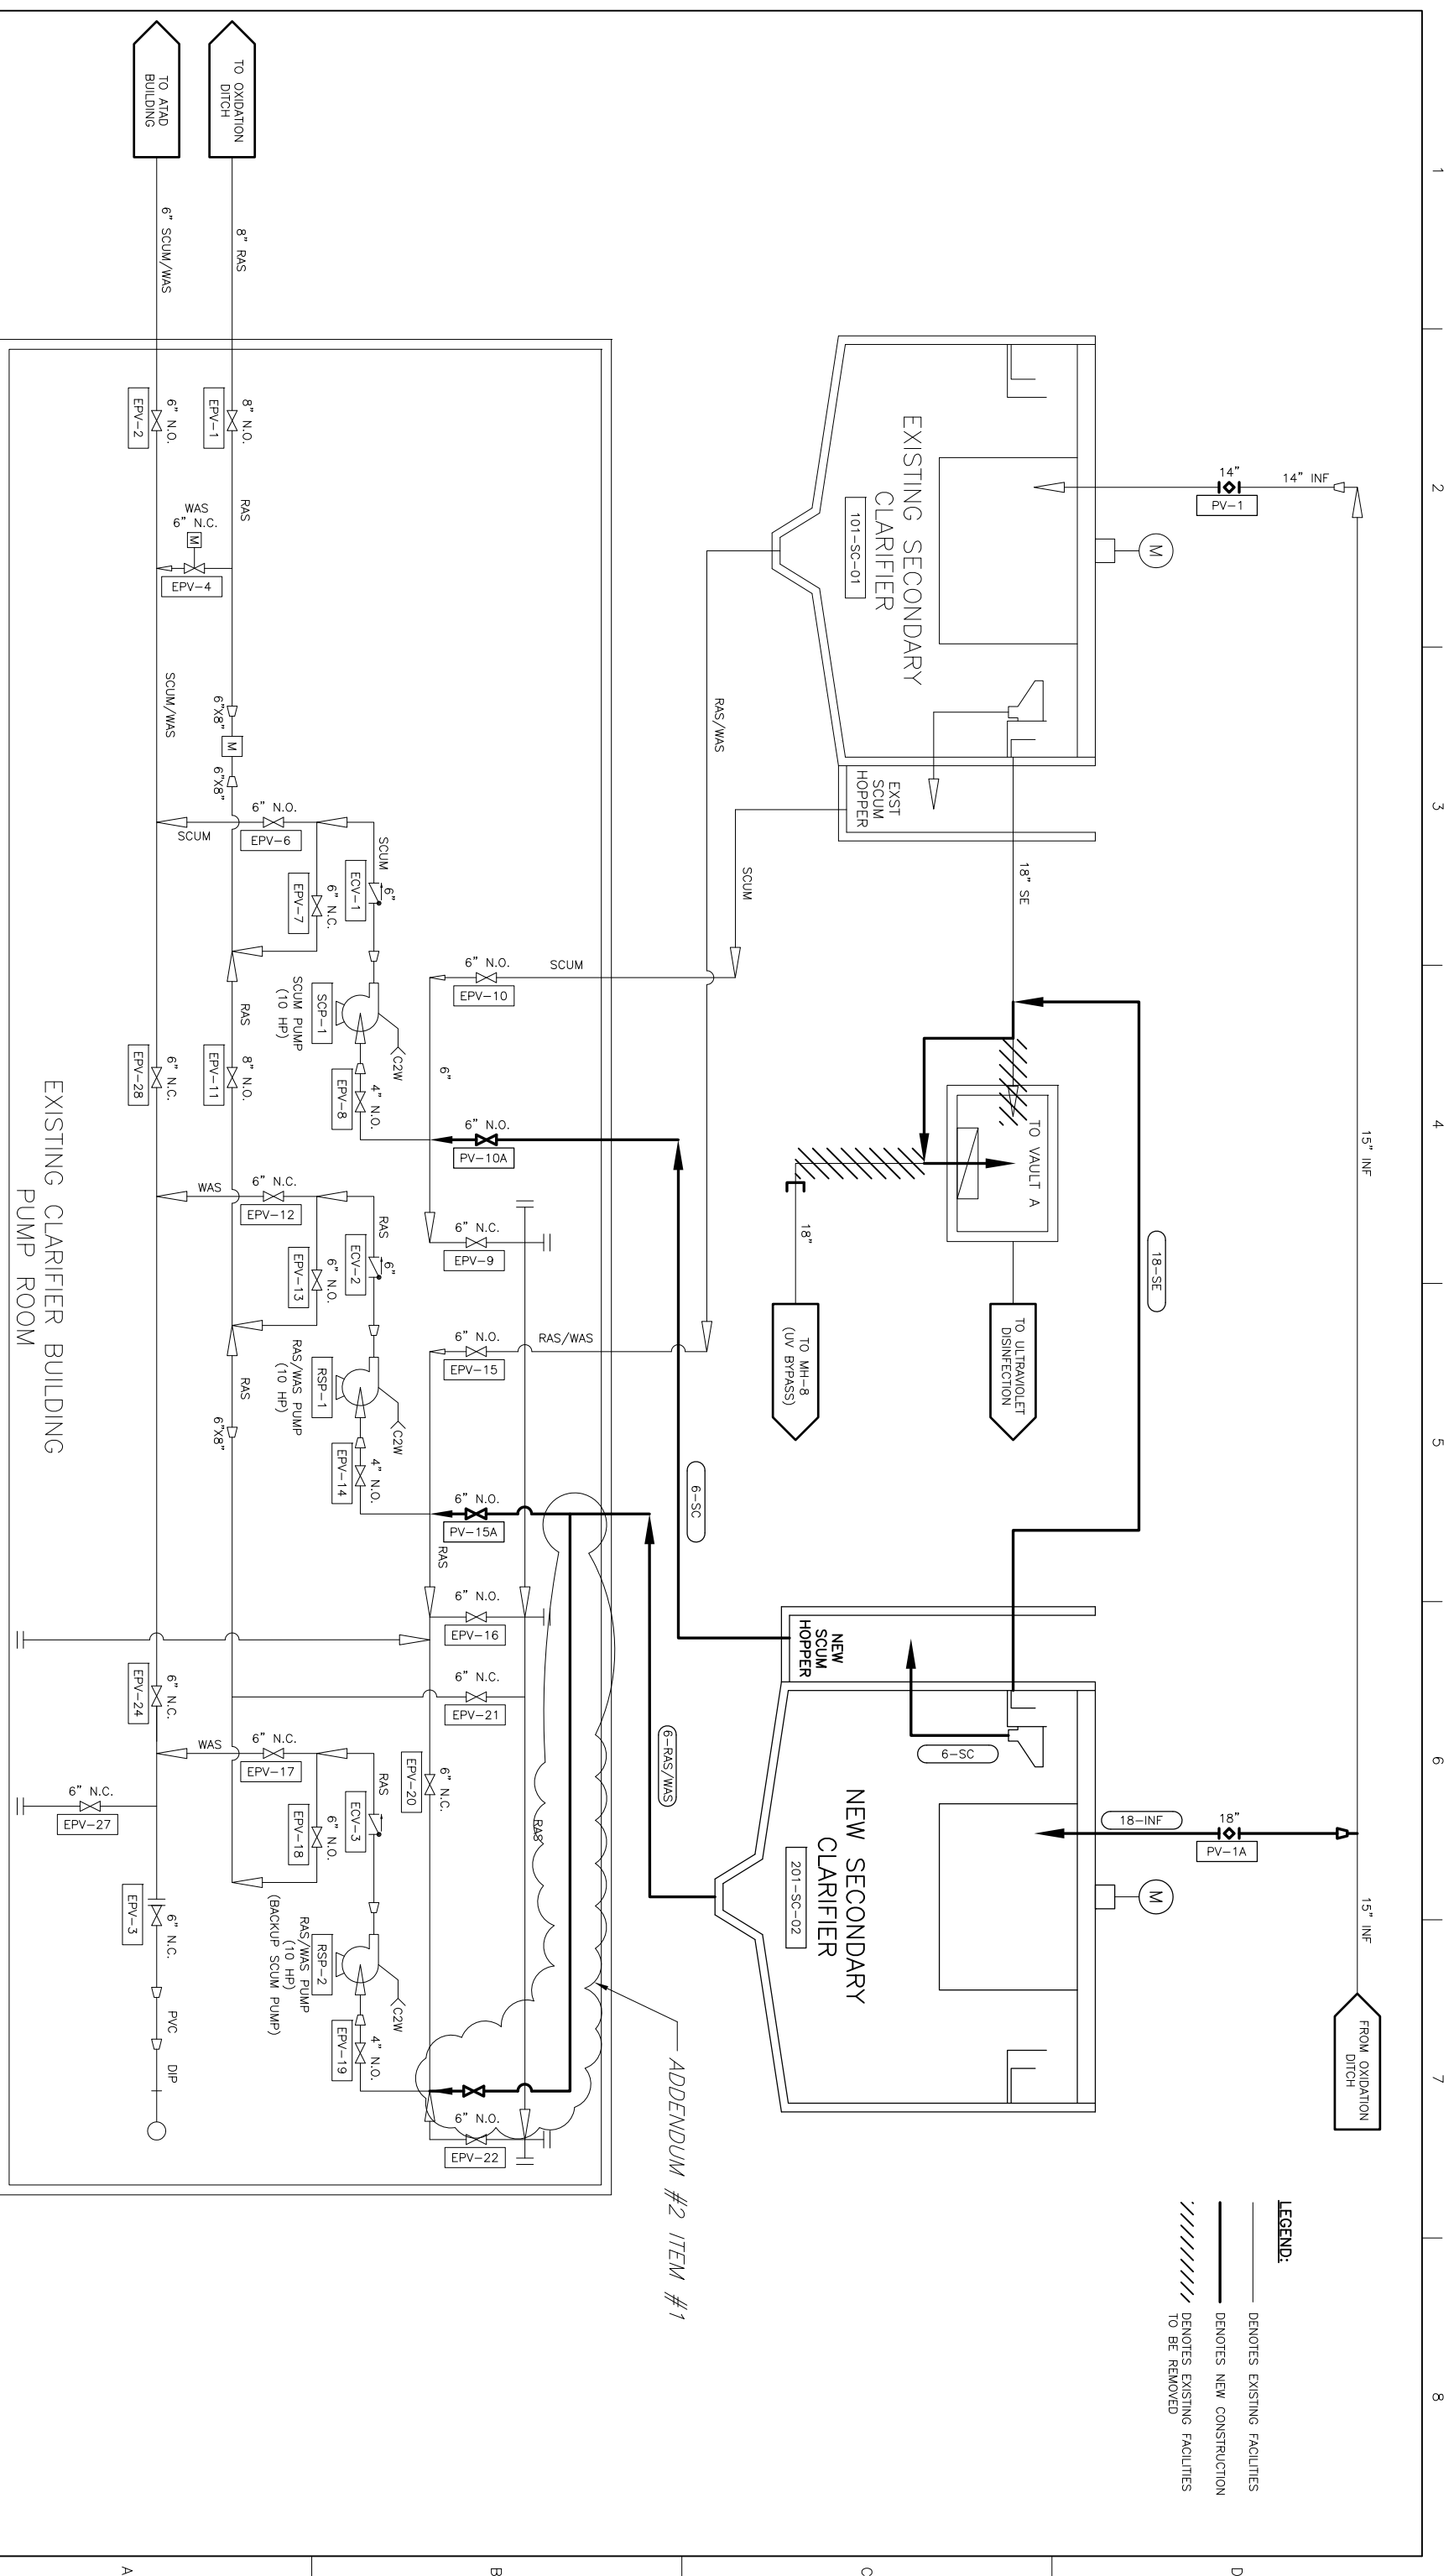 1
2
3
4
5
6
7
8
D
C
B
A
15" INF
15" INF
FROM OXIDATION
DITCH
14" INF
14"
PV-1
M
18-INF
18"
PV-1A
M
LEGEND:
DENOTES EXISTING FACILITIES
DENOTES NEW CONSTRUCTION
DENOTES EXISTING FACILITIES
TO BE REMOVED
EXISTING SECONDARY
CLARIFIER
101-SC-01
EXST
SCUM
HOPPER
18" SE
TO VAULT A
18-SE
TO ULTRAVIOLET
DISINFECTION
18"
TO MH-8
(UV BYPASS)
NEW
SCUM
HOPPER
6-SC
NEW SECONDARY
CLARIFIER
201-SC-02
RAS/WAS
SCUM
6-SC
6-RAS/WAS
ADDENDUM #2 ITEM #1
SCUM
6" N.O.
EPV-10
6"
6" N.O.
PV-10A
6" N.C.
EPV-9
RAS/WAS
6" N.O.
EPV-15
6" N.O.
PV-15A
RAS
6" N.O.
EPV-16
6" N.C.
EPV-21
6" N.C.
EPV-20
RAS
6" N.O.
EPV-22
SCUM
6"
ECV-1
6" N.O.
EPV-6
SCUM
6" N.C.
EPV-7
SCP-1
SCUM PUMP
(10 HP)
C2W
4" N.O.
EPV-8
RAS
6"
ECV-2
6" N.C.
EPV-12
WAS
6" N.O.
EPV-13
RSP-1
RAS/WAS PUMP
(10 HP)
C2W
4" N.O.
EPV-14
RAS
ECV-3
6" N.C.
EPV-17
WAS
6" N.O.
EPV-18
RSP-2
RAS/WAS PUMP
(10 HP)
(BACKUP SCUM PUMP)
C2W
4" N.O.
EPV-19
TO OXIDATION
DITCH
8" RAS
8" N.O.
EPV-1
RAS
6"X8"
M
6"X8"
RAS
8" N.O.
EPV-11
RAS
6"X8"
WAS
6" N.C.
M
EPV-4
TO ATAD
BUILDING
6" SCUM/WAS
6" N.O.
EPV-2
SCUM/WAS
6" N.C.
EPV-28
6" N.C.
EPV-24
6" N.C.
EPV-27
6" N.C.
EPV-3
PVC
DIP
EXISTING CLARIFIER BUILDING
PUMP ROOM